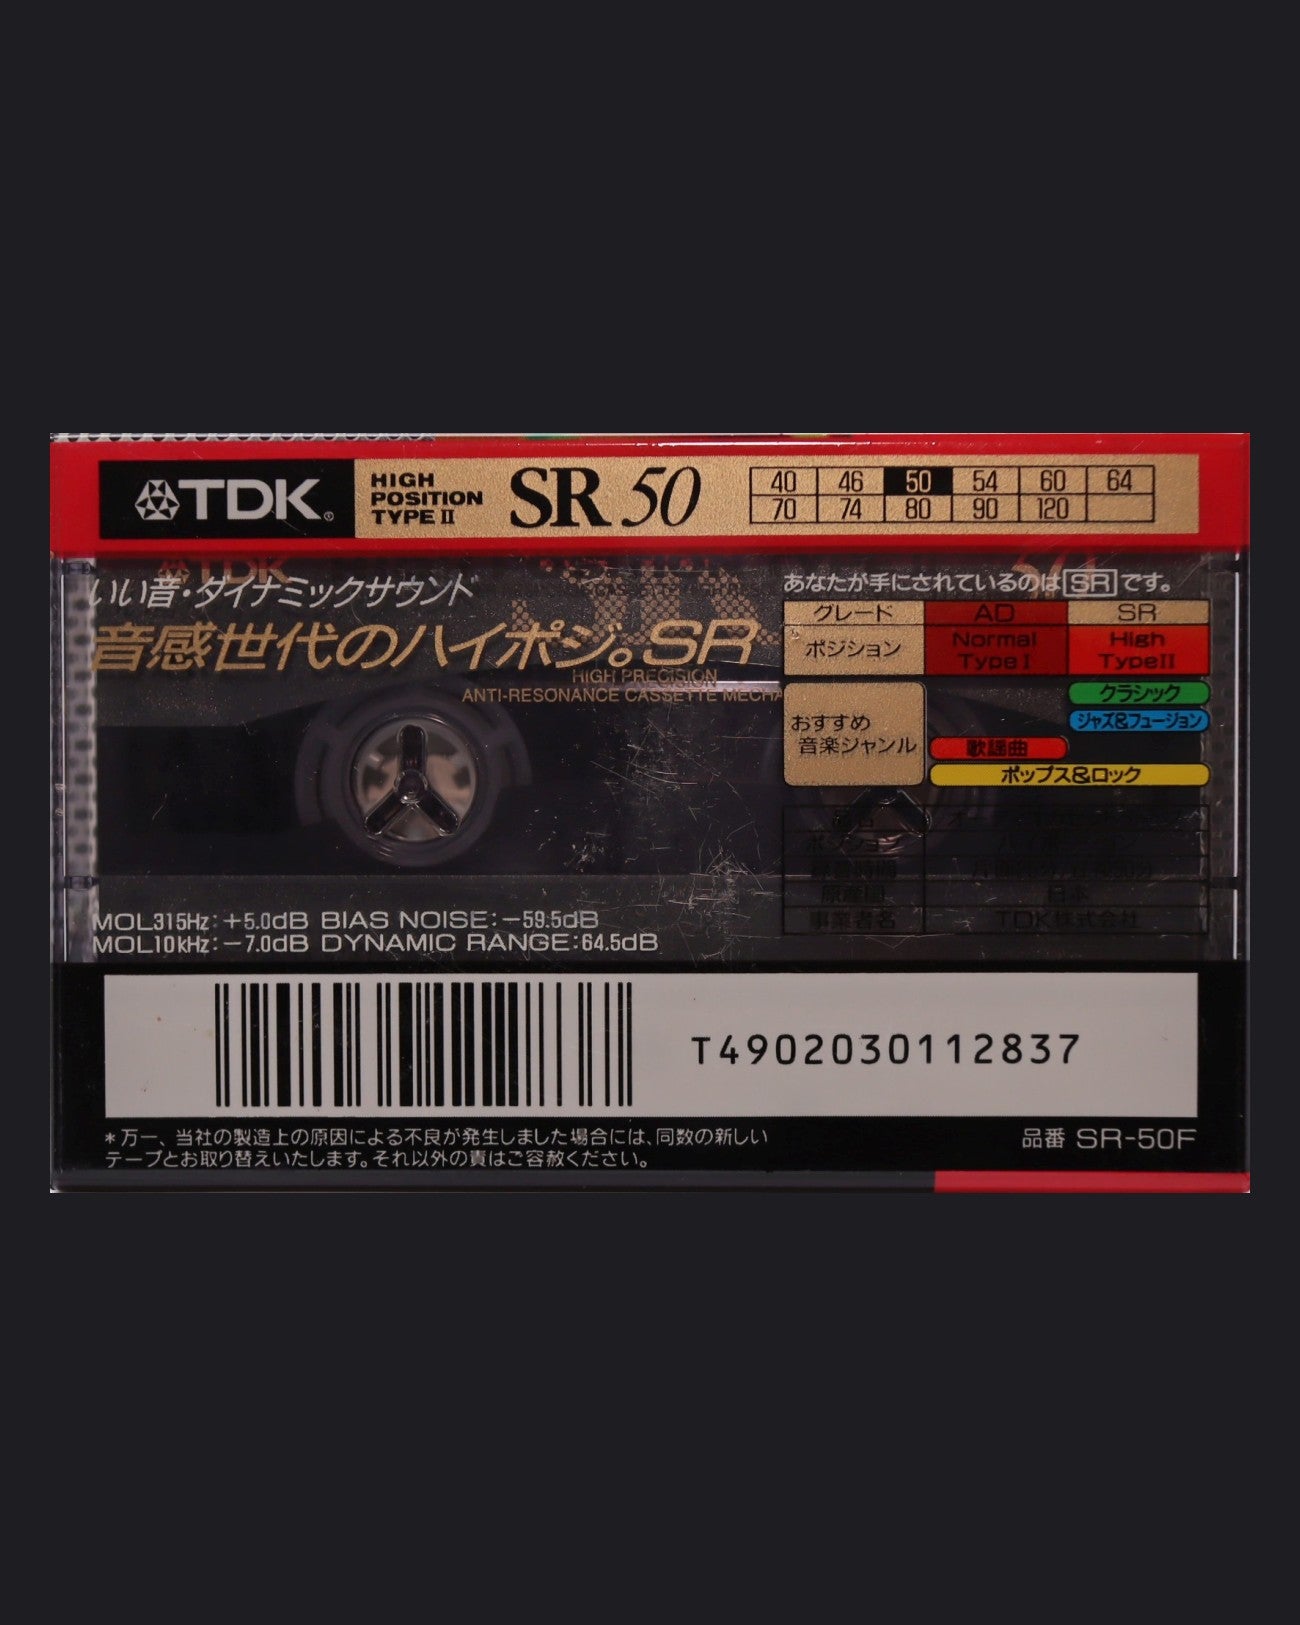 TDK
HIGH
POSITION
TYPE II
SR 50
40 46 50 54 60 64
70 74 80 90 120
いい音・ダイナミックサウンド
音感世代のハイポジ。SR
HIGH PRECISION
ANTI-RESONANCE CASSETTE MECHA
あなたが手にされているのは SR です。
グレード AD SR
ポジション Normal Type I High Type II
おすすめ音楽ジャンル
クラシック
ジャズ&フュージョン
歌謡曲
ポップス&ロック
ポジション
原産国 日本
事業者名 TDK株式会社
MOL315Hz:+5.0dB BIAS NOISE:-59.5dB
MOL10kHz:-7.0dB DYNAMIC RANGE:64.5dB
T4902030112837
*万一、当社の製造上の原因による不良が発生しました場合には、同数の新しい
テープとお取り替えいたします。それ以外の責はご容赦ください。
品番 SR-50F